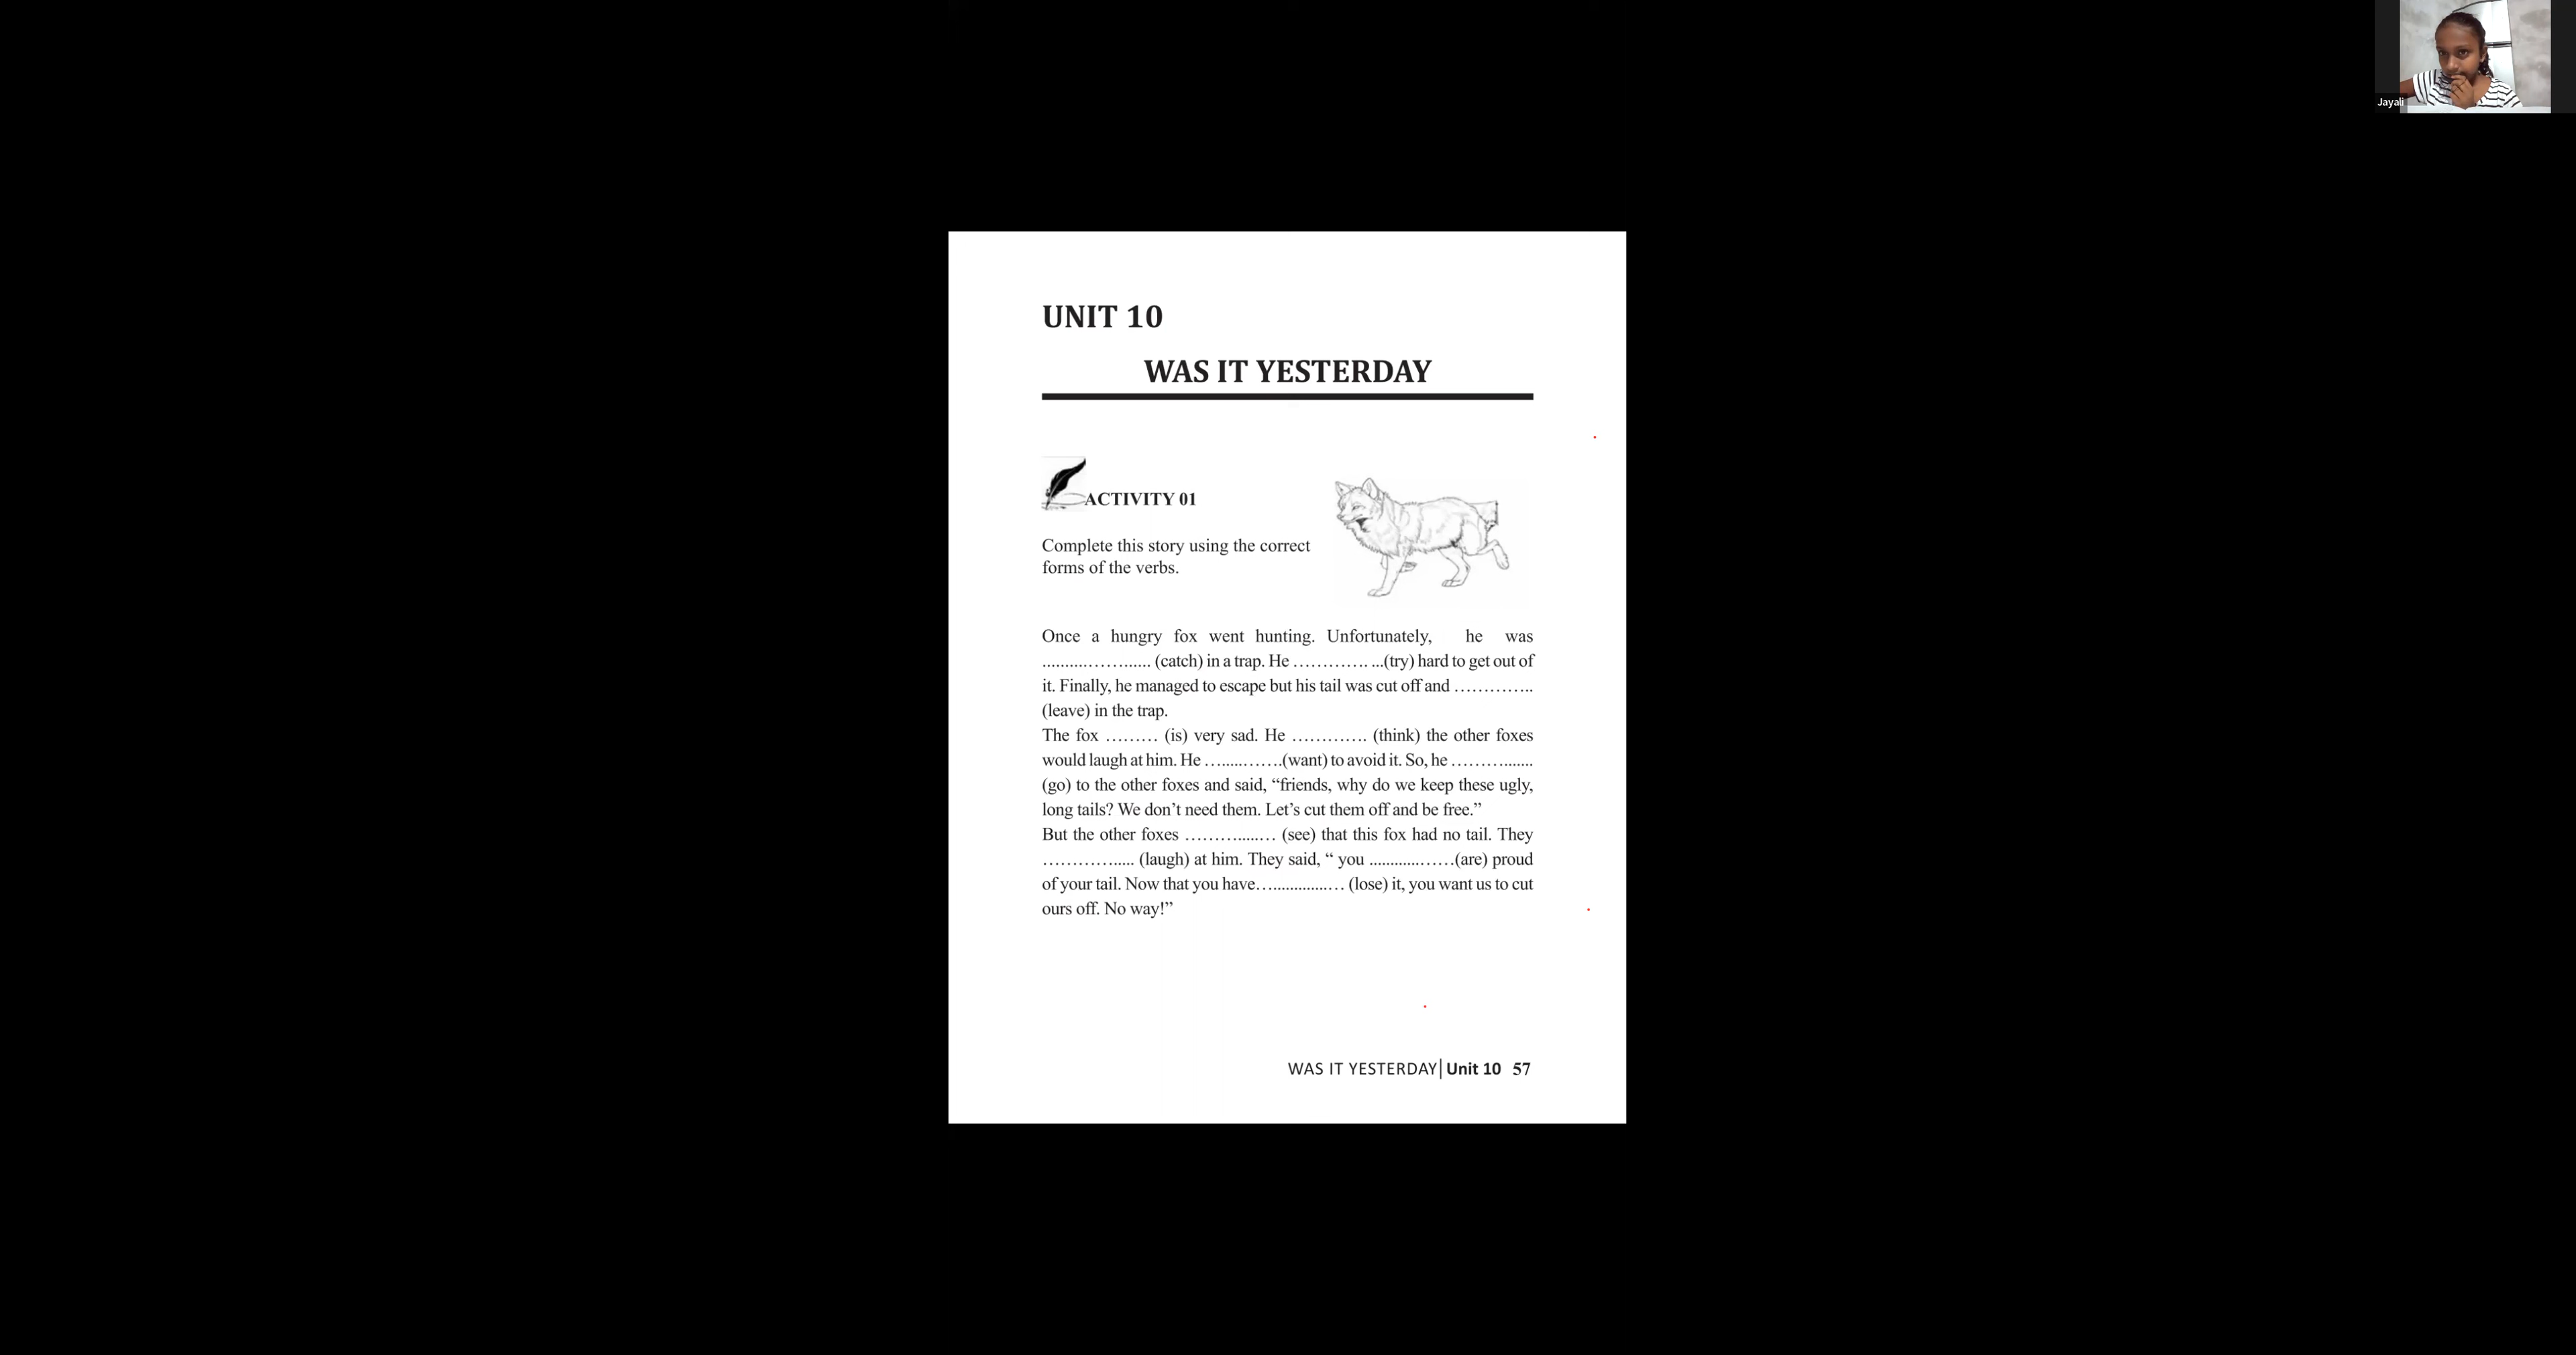 Jayali
UNIT 10
WAS IT YESTERDAY
ACTIVITY 01
Complete this story using the correct
forms of the verbs.
Once a hungry fox went hunting. Unfortunately, he was
..........……...... (catch) in a trap. He …………. ...(try) hard to get out of
it. Finally, he managed to escape but his tail was cut off and …………..
(leave) in the trap.
The fox ……… (is) very sad. He …………. (think) the other foxes
would laugh at him. He ….....…….(want) to avoid it. So, he ………........
(go) to the other foxes and said, “friends, why do we keep these ugly,
long tails? We don’t need them. Let’s cut them off and be free.”
But the other foxes ……….....… (see) that this fox had no tail. They
…………..... (laugh) at him. They said, “ you ............……(are) proud
of your tail. Now that you have…..............… (lose) it, you want us to cut
ours off. No way!”
WAS IT YESTERDAY| Unit 10 57